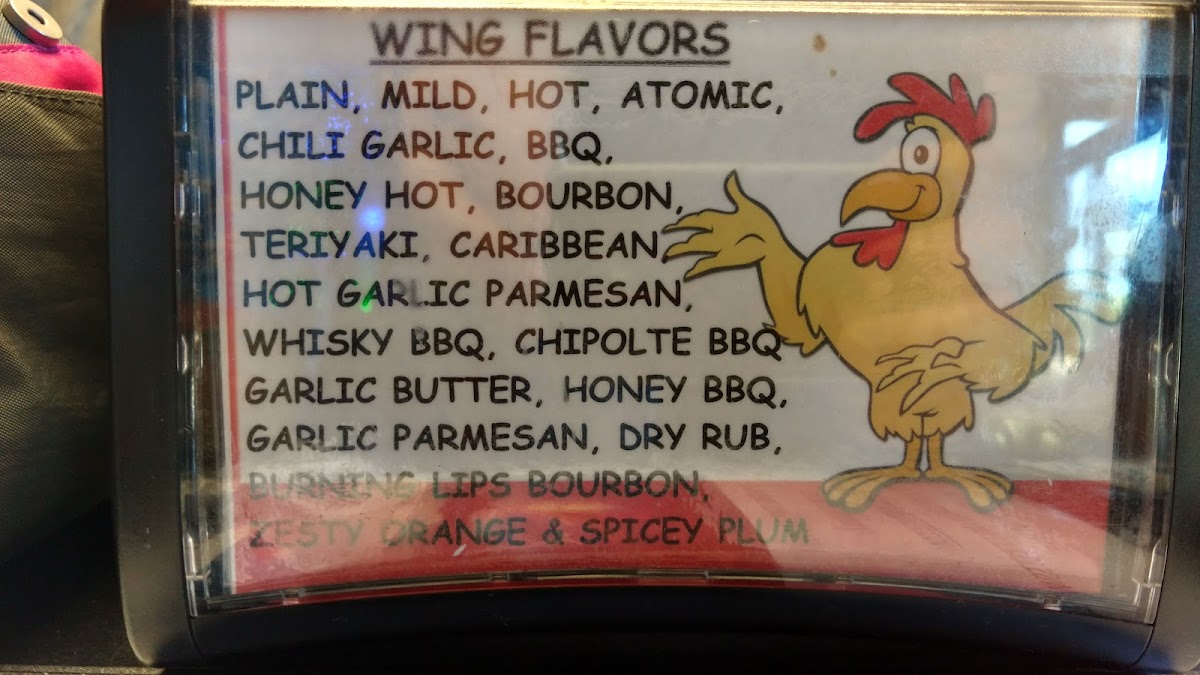 WING FLAVORS
PLAIN, MILD, HOT, ATOMIC,
CHILI GARLIC, BBQ,
HONEY HOT, BOURBON,
TERIYAKI, CARIBBEAN,
HOT GARLIC PARMESAN,
WHISKY BBQ, CHIPOLTE BBQ
GARLIC BUTTER, HONEY BBQ,
GARLIC PARMESAN, DRY RUB,
BURNING LIPS BOURBON,
ZESTY ORANGE & SPICEY PLUM